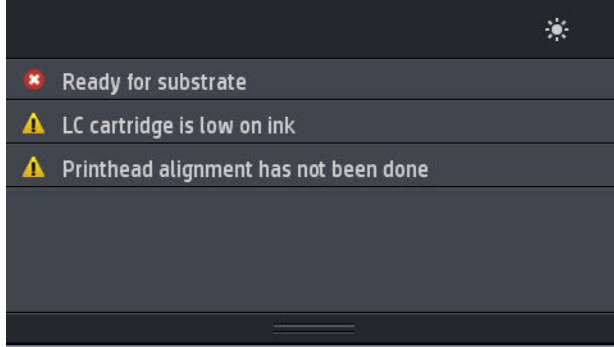 Ready for substrate
LC cartridge is low on ink
Printhead alignment has not been done